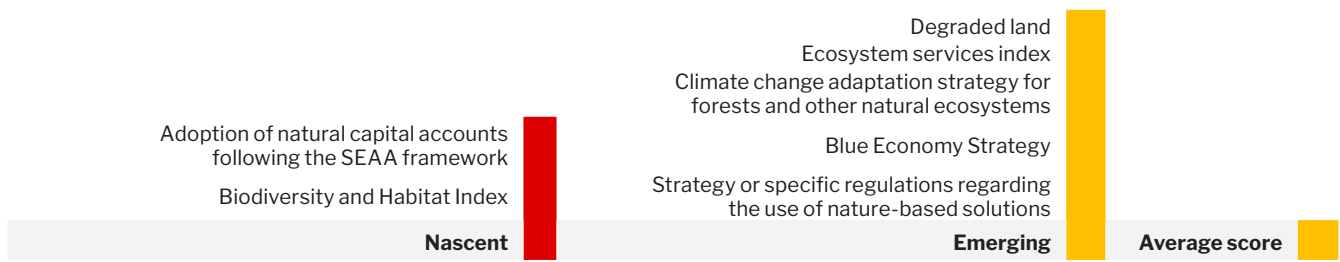 Adoption of natural capital accounts
following the SEAA framework
Biodiversity and Habitat Index
Nascent
Degraded land
Ecosystem services index
Climate change adaptation strategy for
forests and other natural ecosystems
Blue Economy Strategy
Strategy or specific regulations regarding
the use of nature-based solutions
Emerging
Average score